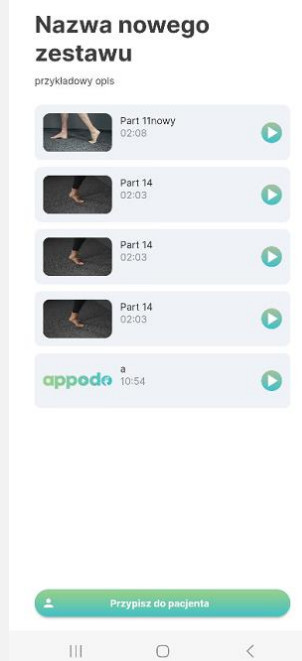 Nazwa nowego
zestawu
przykładowy opis
Part 11nowy
02:08
Part 14
02:03
Part 14
02:03
Part 14
02:03
appodo
a
10:54
Przypisz do pacjenta